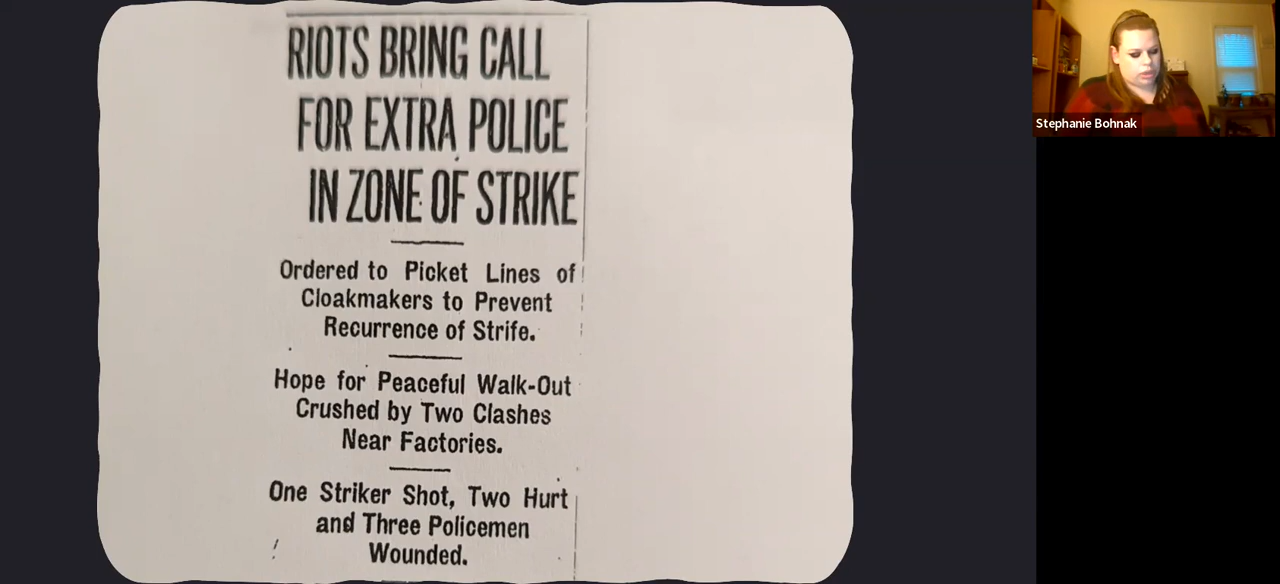 RIOTS BRING CALL
FOR EXTRA POLICE
IN ZONE OF STRIKE
Ordered to Picket Lines of
Cloakmakers to Prevent
Recurrence of Strife.
Hope for Peaceful Walk-Out
Crushed by Two Clashes
Near Factories.
One Striker Shot, Two Hurt
and Three Policemen
Wounded.
Stephanie Bohnak